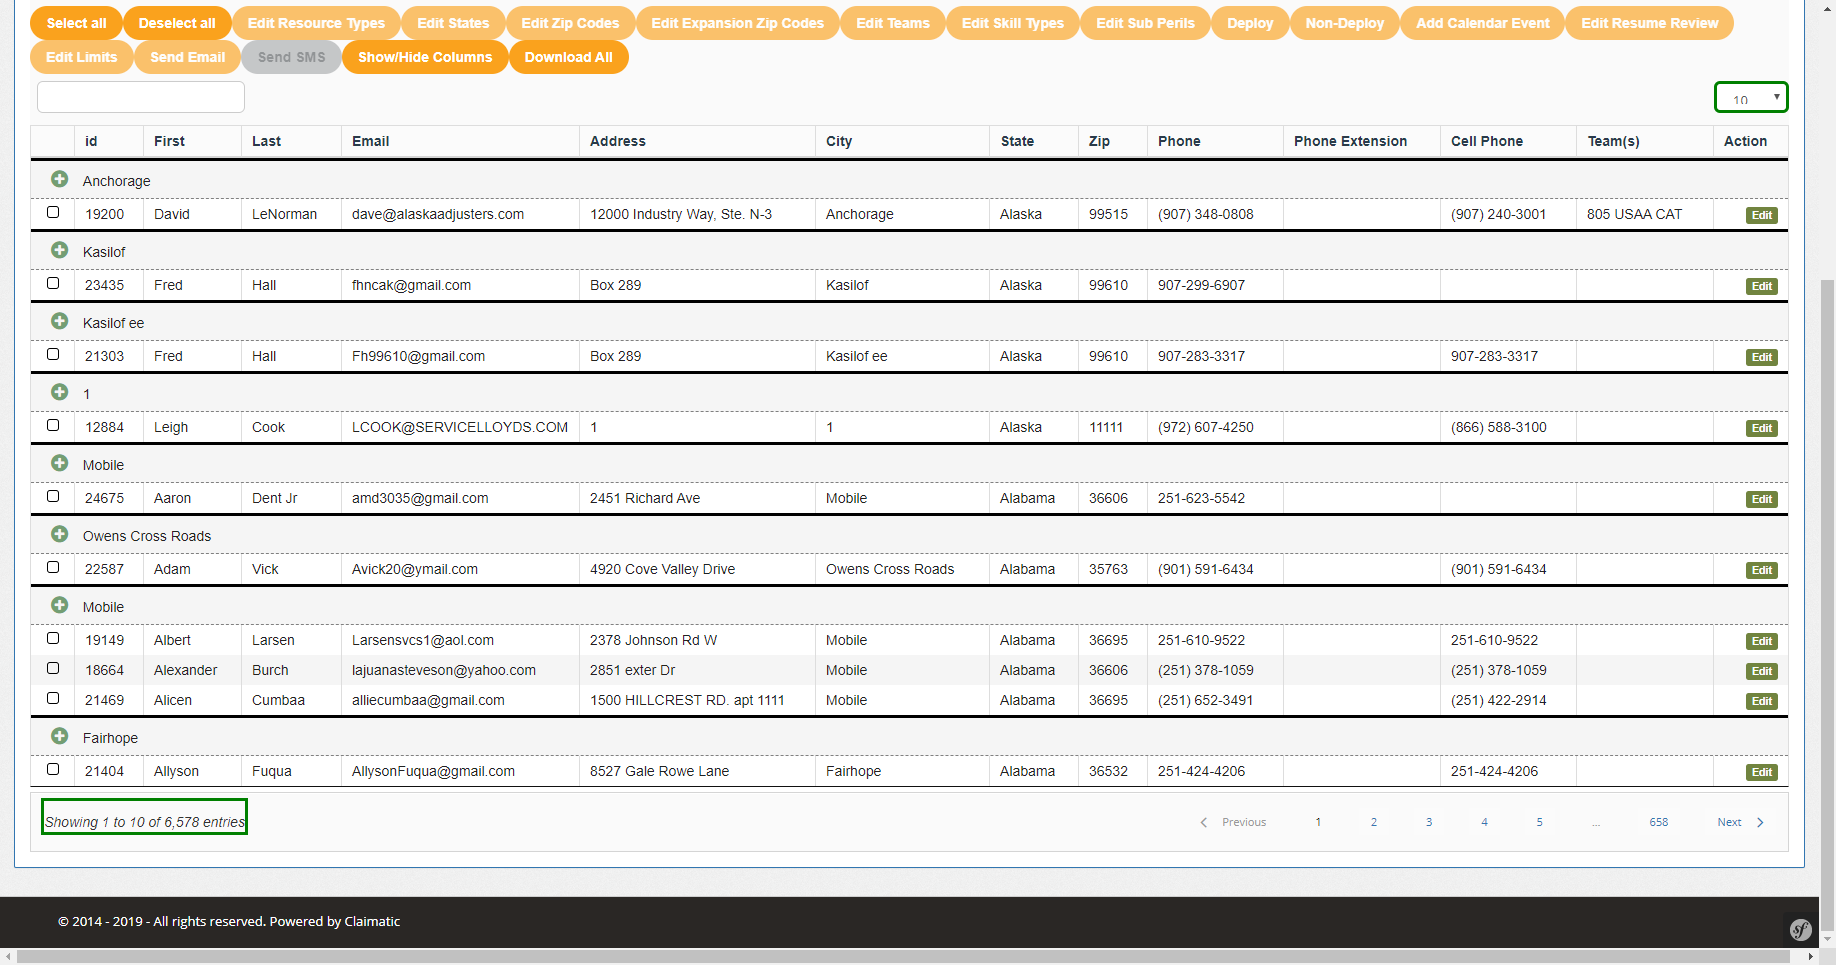 Select all Deselect all Edit Resource Types Edit States Edit Zip Codes Edit Expansion Zip Codes Edit Teams Edit Skill Types Edit Sub Perils Deploy Non-Deploy Add Calendar Event Edit Resume Review
Edit Limits Send Email Send SMS Show/Hide Columns Download All
10
id First Last Email Address City State Zip Phone Phone Extension Cell Phone Team(s) Action
Anchorage
19200 David LeNorman dave@alaskaadjusters.com 12000 Industry Way, Ste. N-3 Anchorage Alaska 99515 (907) 348-0808 (907) 240-3001 805 USAA CAT Edit
Kasilof
23435 Fred Hall fhncak@gmail.com Box 289 Kasilof Alaska 99610 907-299-6907 Edit
Kasilof ee
21303 Fred Hall Fh99610@gmail.com Box 289 Kasilof ee Alaska 99610 907-283-3317 907-283-3317 Edit
1
12884 Leigh Cook LCOOK@SERVICELLOYDS.COM 1 1 Alaska 11111 (972) 607-4250 (866) 588-3100 Edit
Mobile
24675 Aaron Dent Jr amd3035@gmail.com 2451 Richard Ave Mobile Alabama 36606 251-623-5542 Edit
Owens Cross Roads
22587 Adam Vick Avick20@ymail.com 4920 Cove Valley Drive Owens Cross Roads Alabama 35763 (901) 591-6434 (901) 591-6434 Edit
Mobile
19149 Albert Larsen Larsensvcs1@aol.com 2378 Johnson Rd W Mobile Alabama 36695 251-610-9522 251-610-9522 Edit
18664 Alexander Burch lajuanasteveson@yahoo.com 2851 exter Dr Mobile Alabama 36606 (251) 378-1059 (251) 378-1059 Edit
21469 Alicen Cumbaa alliecumbaa@gmail.com 1500 HILLCREST RD. apt 1111 Mobile Alabama 36695 (251) 652-3491 (251) 422-2914 Edit
Fairhope
21404 Allyson Fuqua AllysonFuqua@gmail.com 8527 Gale Rowe Lane Fairhope Alabama 36532 251-424-4206 251-424-4206 Edit
Showing 1 to 10 of 6,578 entries Previous 1 2 3 4 5 ... 658 Next
© 2014 - 2019 - All rights reserved. Powered by Claimatic
sf